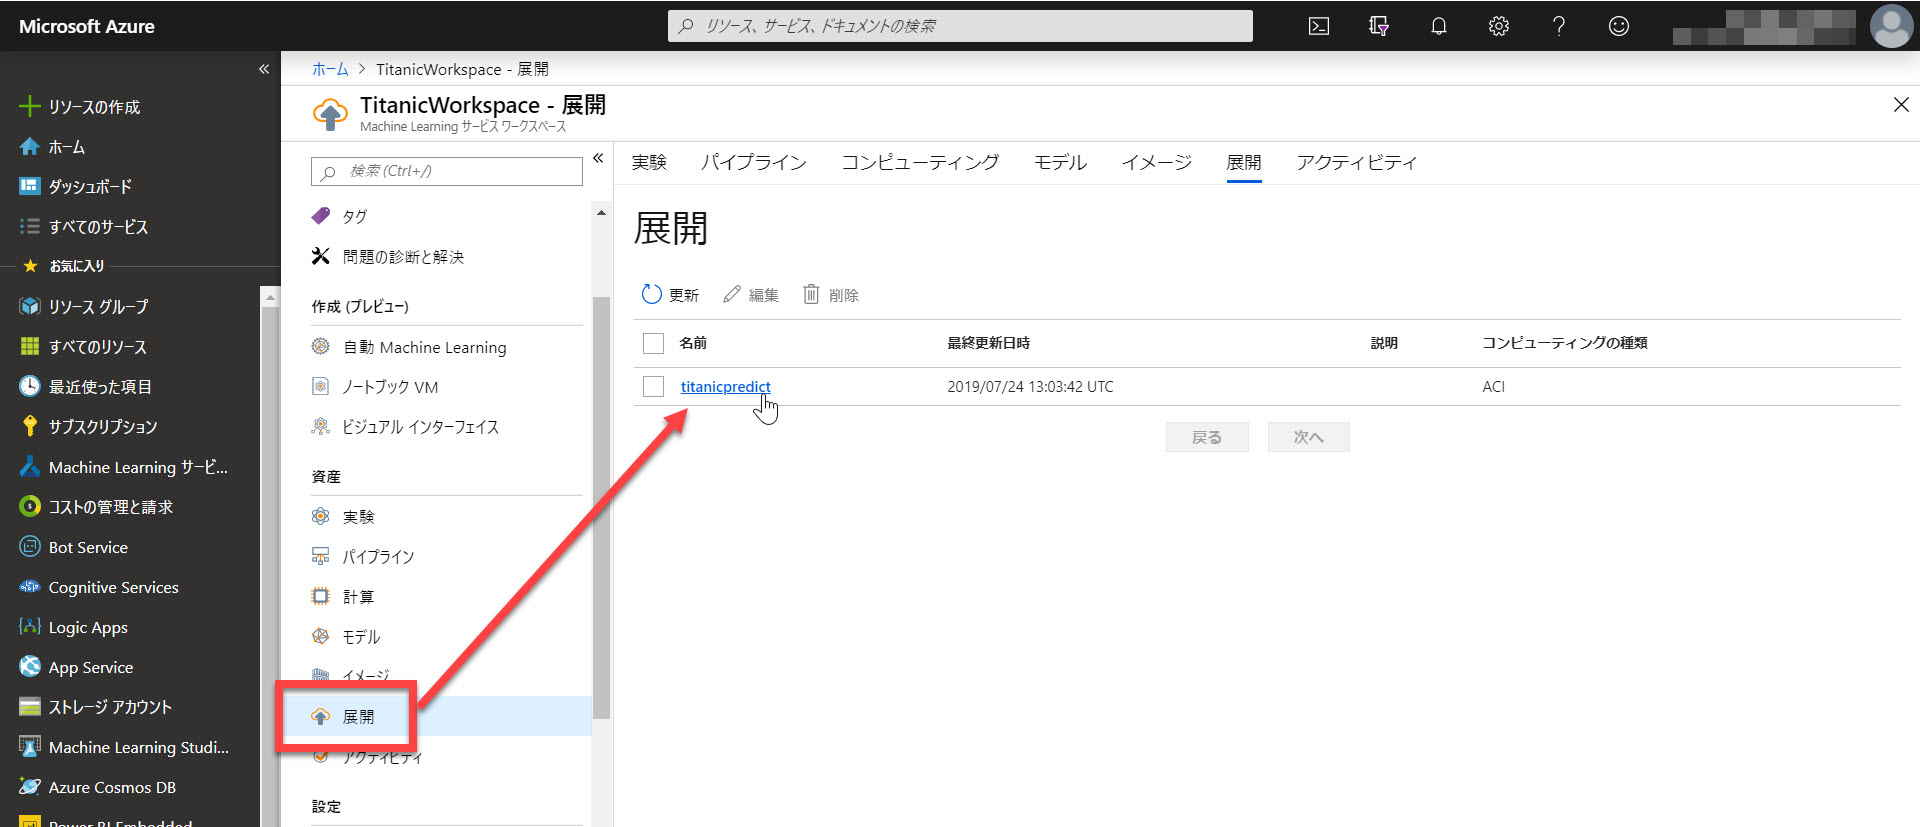 Microsoft Azure
リソース、サービス、ドキュメントの検索
リソースの作成
ホーム
ダッシュボード
すべてのサービス
お気に入り
リソース グループ
すべてのリソース
最近使った項目
サブスクリプション
Machine Learning サービ...
コストの管理と請求
Bot Service
Cognitive Services
Logic Apps
App Service
ストレージ アカウント
Machine Learning Studi...
Azure Cosmos DB
Power BI Embedded
ホーム > TitanicWorkspace - 展開
TitanicWorkspace - 展開
Machine Learning サービス ワークスペース
検索 (Ctrl+/)
タグ
問題の診断と解決
作成 (プレビュー)
自動 Machine Learning
ノートブック VM
ビジュアル インターフェイス
資産
実験
パイプライン
計算
モデル
イメージ
展開
アクティビティ
設定
実験 パイプライン コンピューティング モデル イメージ 展開 アクティビティ
展開
更新 編集 削除
名前 最終更新日時 説明 コンピューティングの種類
titanicpredict 2019/07/24 13:03:42 UTC ACI
戻る 次へ